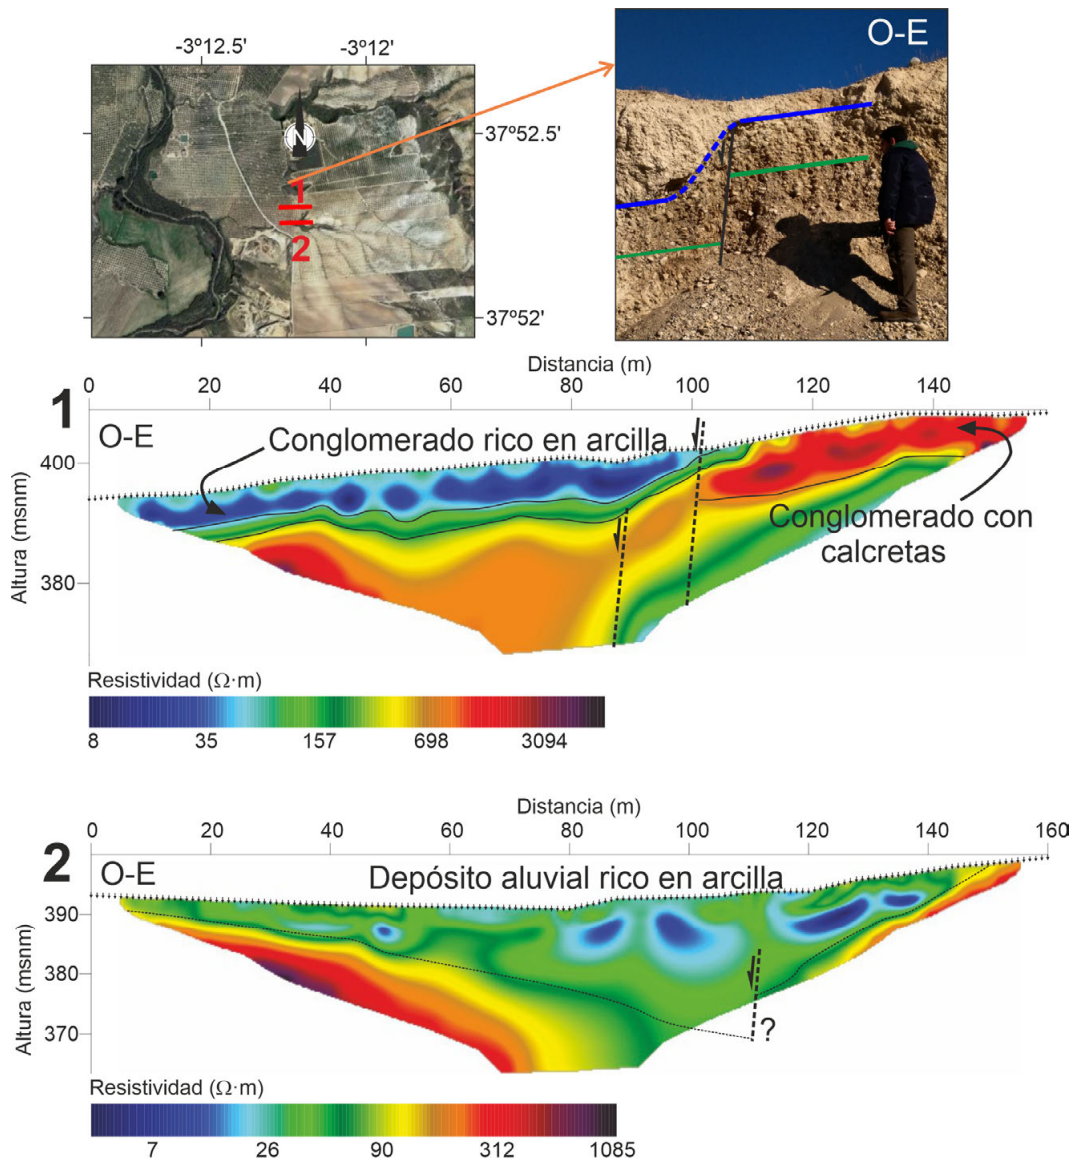 -3º12.5'
-3º12'
O-E
N
37º52.5'
1
2
37º52'
Distancia (m)
0
20
40
60
80
100
120
140
1
O-E
Conglomerado rico en arcilla
400
Altura (msnm)
Conglomerado con
calcretas
380
Resistividad (Ω·m)
8
35
157
698
3094
Distancia (m)
0
20
40
60
80
100
120
140
160
2
O-E
Depósito aluvial rico en arcilla
390
Altura (msnm)
380
370
?
Resistividad (Ω·m)
7
26
90
312
1085